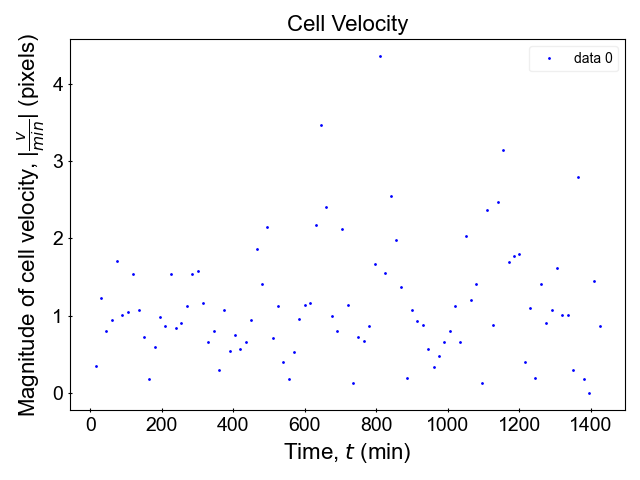 Cell Velocity
data 0
Magnitude of cell velocity, |v/min| (pixels)
4
3
2
1
0
0 200 400 600 800 1000 1200 1400
Time, t (min)